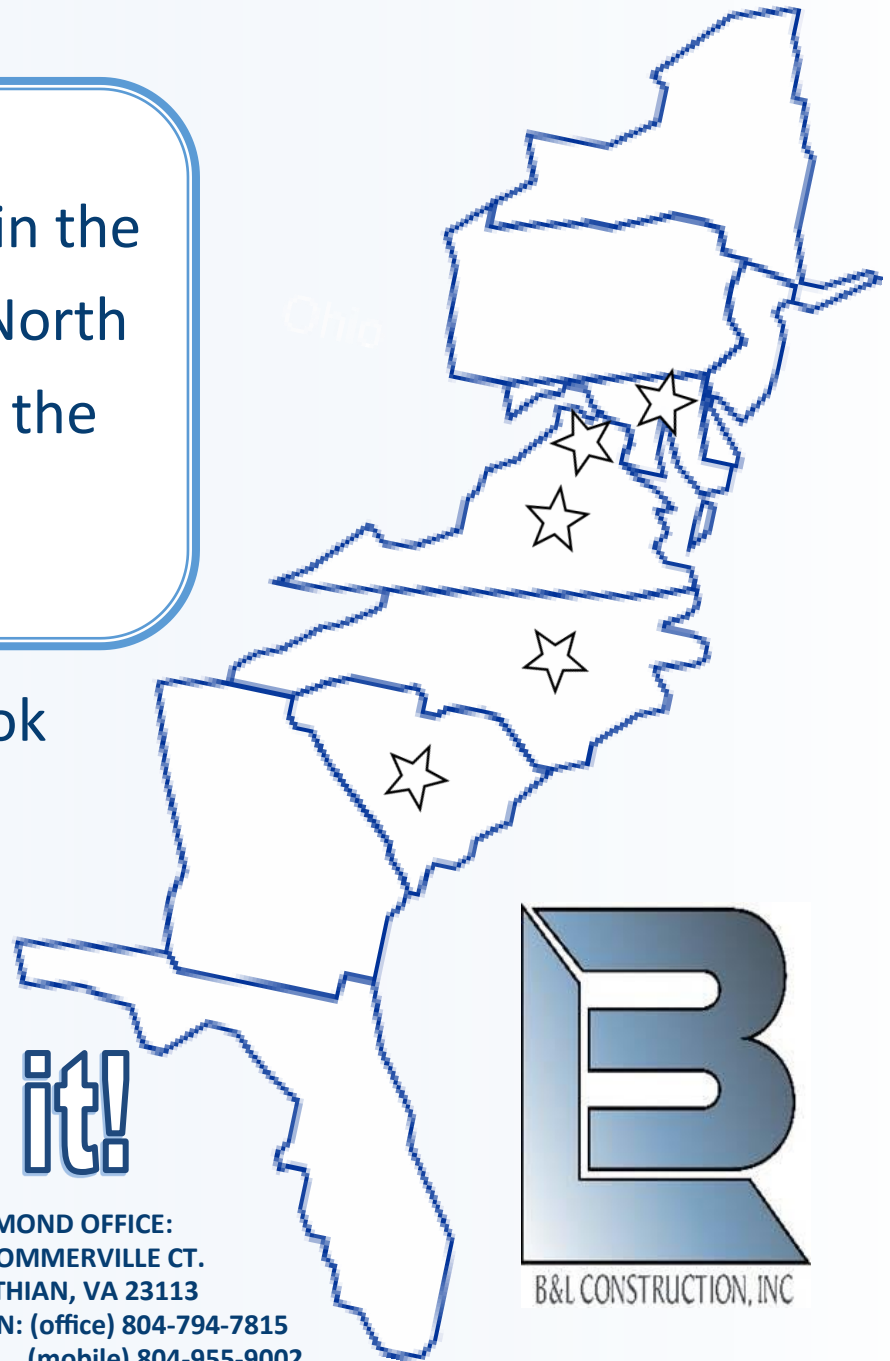 in the
North
the
Ohio
ok
it!
MOND OFFICE:
OMMERVILLE CT.
THIAN, VA 23113
N: (office) 804-794-7815
(mobile) 804-955-9002
LB
B&L CONSTRUCTION, INC